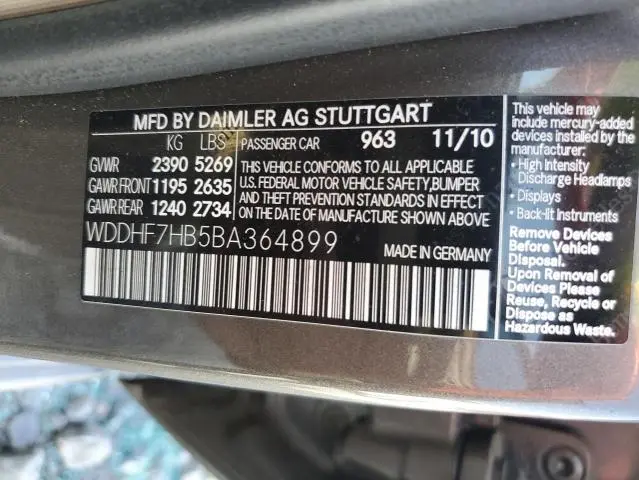 MFD BY DAIMLER AG STUTTGART
KG LBS PASSENGER CAR 963 11/10
GVWR 2390 5269
GAWR FRONT 1195 2635
GAWR REAR 1240 2734
THIS VEHICLE CONFORMS TO ALL APPLICABLE
U.S. FEDERAL MOTOR VEHICLE SAFETY, BUMPER
AND THEFT PREVENTION STANDARDS IN EFFECT
ON THE DATE OF MANUFACTURE SHOWN ABOVE.
WDDHF7HB5BA364899
MADE IN GERMANY
This vehicle may
include mercury-added
devices installed by the
manufacturer:
• High Intensity
Discharge Headlamps
• Displays
• Back-lit Instruments
Remove Devices
Before Vehicle
Disposal.
Upon Removal of
Devices Please
Reuse, Recycle or
Dispose as
Hazardous Waste.